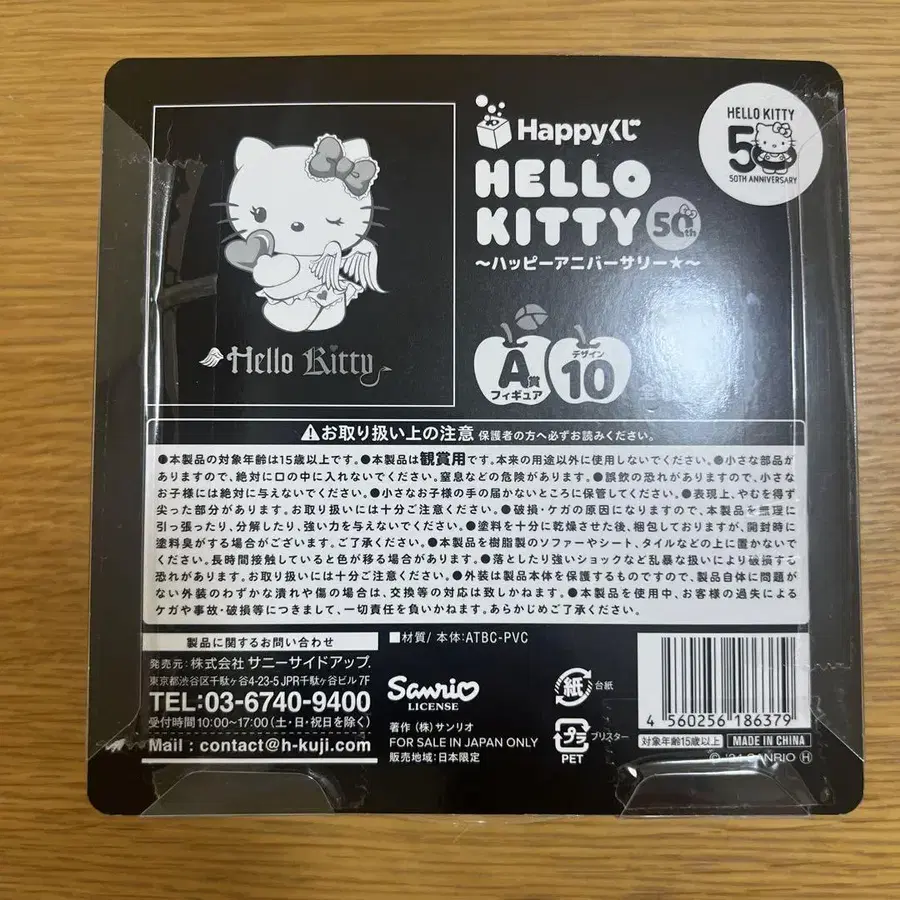 Happyくじ
HELLO
KITTY 50th
～ハッピーアニバーサリー★～
HELLO KITTY
50
50TH ANNIVERSARY
Hello Kitty
A賞
フィギュア
デザイン
10
全
⚠お取り扱い上の注意 保護者の方へ必ずお読みください。
●本製品の対象年齢は15歳以上です。●本製品は観賞用です。本来の用途以外に使用しないでください。●小さな部品が
ありますので、絶対に口の中に入れないでください。窒息などの危険があります。●誤飲の恐れがありますので、小さな
お子様には絶対に与えないでください。●小さなお子様の手の届かないところに保管してください。●表現上、やむを得ず
尖った部分があります。お取り扱いには十分ご注意ください。●破損・ケガの原因になりますので、本製品を無理に
引っ張ったり、分解したり、強い力を与えないでください。●塗料を十分に乾燥させた後、梱包しておりますが、開封時に
塗料臭がする場合がございます。ご了承ください。●本製品を樹脂製のソファーやシート、タイルなどの上に置かないで
ください。長時間接触していると色が移る場合があります。●落としたり強いショックなど乱暴な扱いにより破損する
恐れがあります。お取り扱いには十分ご注意ください。●外装は製品本体を保護するものですので、製品自体に問題が
ない外装のわずかな潰れや傷の場合は、交換等の対応は致しかねます。●本製品を使用中、お客様の過失による
ケガや事故・破損等につきまして、一切責任を負いかねます。あらかじめご了承ください。
製品に関するお問い合わせ
発売元：株式会社 サニーサイドアップ.
東京都渋谷区千駄ヶ谷4-23-5 JPR千駄ヶ谷ビル 7F
TEL:03-6740-9400
受付時間 10:00～17:00(土・日・祝日を除く)
Mail : contact@h-kuji.com
■材質/ 本体:ATBC-PVC
Sanrio
LICENSE
著作 (株)サンリオ
FOR SALE IN JAPAN ONLY
販売地域:日本限定
紙 台紙
プラ ブリスター
PET
4 560256 186379
対象年齢15歳以上 MADE IN CHINA
© '24 SANRIO Ⓗ